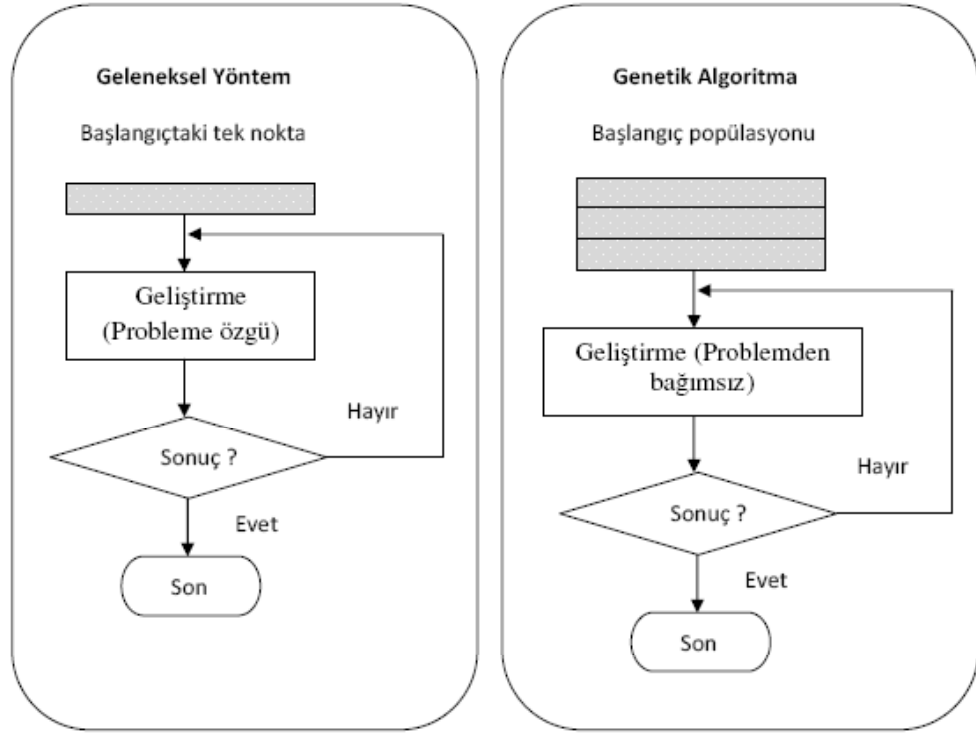 Geleneksel Yöntem
Başlangıçtaki tek nokta
Geliştirme
(Probleme özgü)
Hayır
Sonuç ?
Evet
Son
Genetik Algoritma
Başlangıç popülasyonu
Geliştirme (Problemden
bağımsız)
Hayır
Sonuç ?
Evet
Son